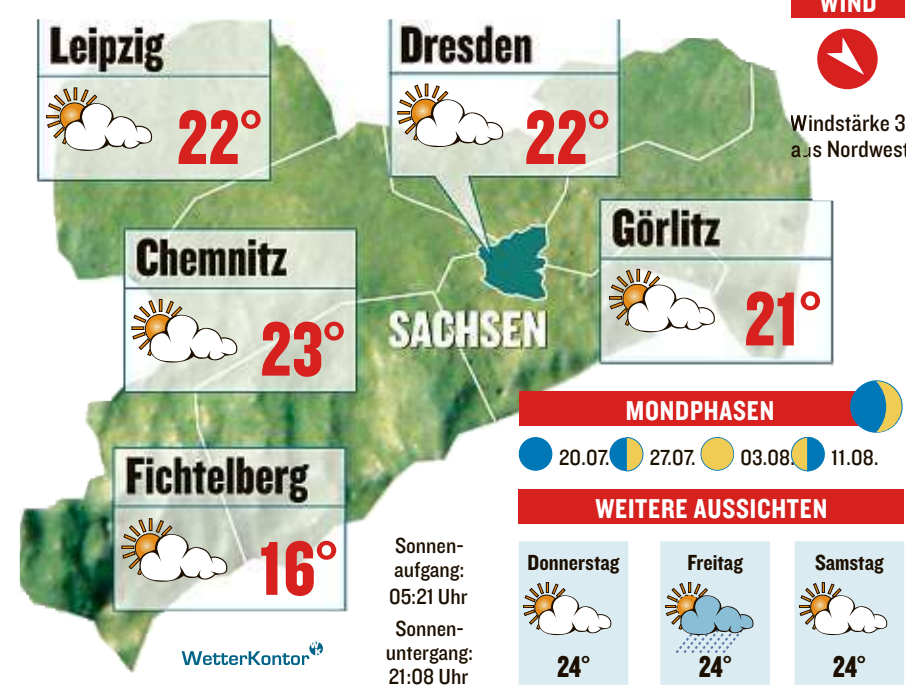 WIND
Windstärke 3
aus Nordwest
Leipzig
22°
Dresden
22°
Chemnitz
23°
Görlitz
21°
SACHSEN
Fichtelberg
16°
MONDPHASEN
20.07. 27.07. 03.08. 11.08.
WEITERE AUSSICHTEN
Donnerstag
24°
Freitag
24°
Samstag
24°
Sonnen-
aufgang:
05:21 Uhr
Sonnen-
untergang:
21:08 Uhr
WetterKontor